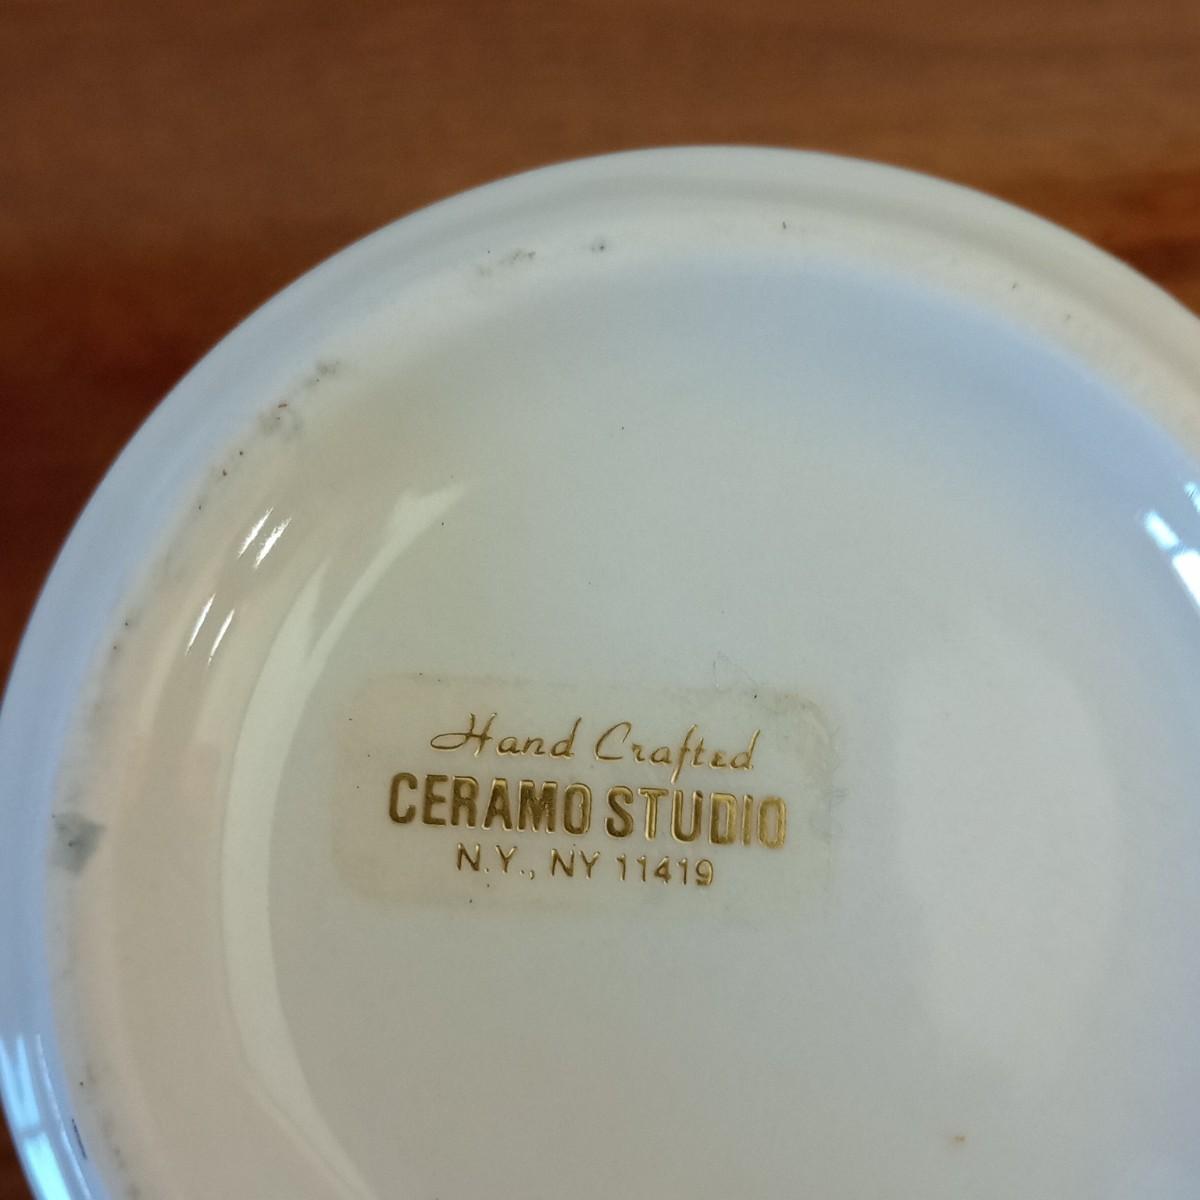 Hand Crafted
CERAMO STUDIO
N.Y., NY 11419